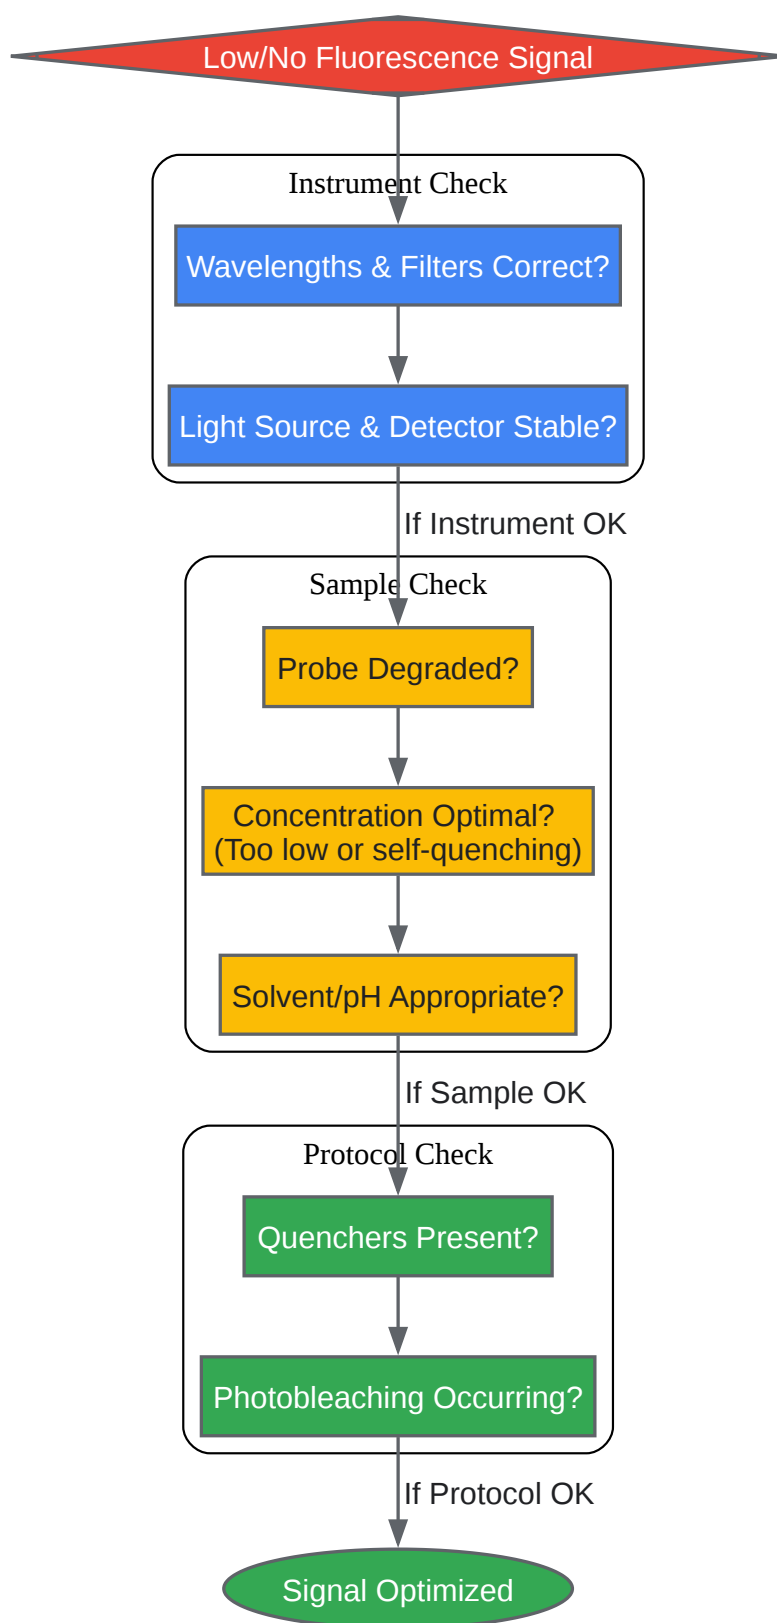 Low/No Fluorescence Signal
Instrument Check
Wavelengths & Filters Correct?
Light Source & Detector Stable?
If Instrument OK
Sample Check
Probe Degraded?
Concentration Optimal?
(Too low or self-quenching)
Solvent/pH Appropriate?
If Sample OK
Protocol Check
Quenchers Present?
Photobleaching Occurring?
If Protocol OK
Signal Optimized